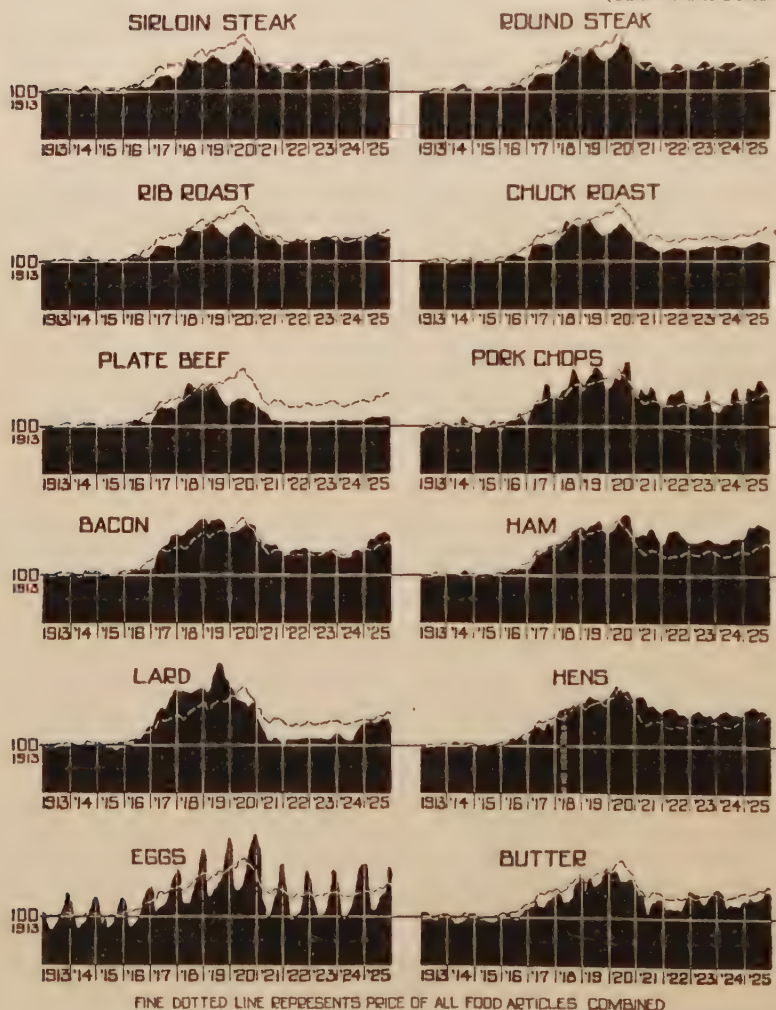 SIRLOIN STEAK
ROUND STEAK
100
1913
1913 '14 '15 '16 '17 '18 '19 '20 '21 '22 '23 '24 '25
1913 '14 '15 '16 '17 '18 '19 '20 '21 '22 '23 '24 '25
RIB ROAST
CHUCK ROAST
100
1913
1913 '14 '15 '16 '17 '18 '19 '20 '21 '22 '23 '24 '25
1913 '14 '15 '16 '17 '18 '19 '20 '21 '22 '23 '24 '25
PLATE BEEF
PORK CHOPS
100
1913
1913 '14 '15 '16 '17 '18 '19 '20 '21 '22 '23 '24 '25
1913 '14 '15 '16 '17 '18 '19 '20 '21 '22 '23 '24 '25
BACON
HAM
100
1913
1913 '14 '15 '16 '17 '18 '19 '20 '21 '22 '23 '24 '25
1913 '14 '15 '16 '17 '18 '19 '20 '21 '22 '23 '24 '25
LARD
HENS
100
1913
1913 '14 '15 '16 '17 '18 '19 '20 '21 '22 '23 '24 '25
1913 '14 '15 '16 '17 '18 '19 '20 '21 '22 '23 '24 '25
EGGS
BUTTER
100
1913
1913 '14 '15 '16 '17 '18 '19 '20 '21 '22 '23 '24 '25
1913 '14 '15 '16 '17 '18 '19 '20 '21 '22 '23 '24 '25
FINE DOTTED LINE REPRESENTS PRICE OF ALL FOOD ARTICLES COMBINED